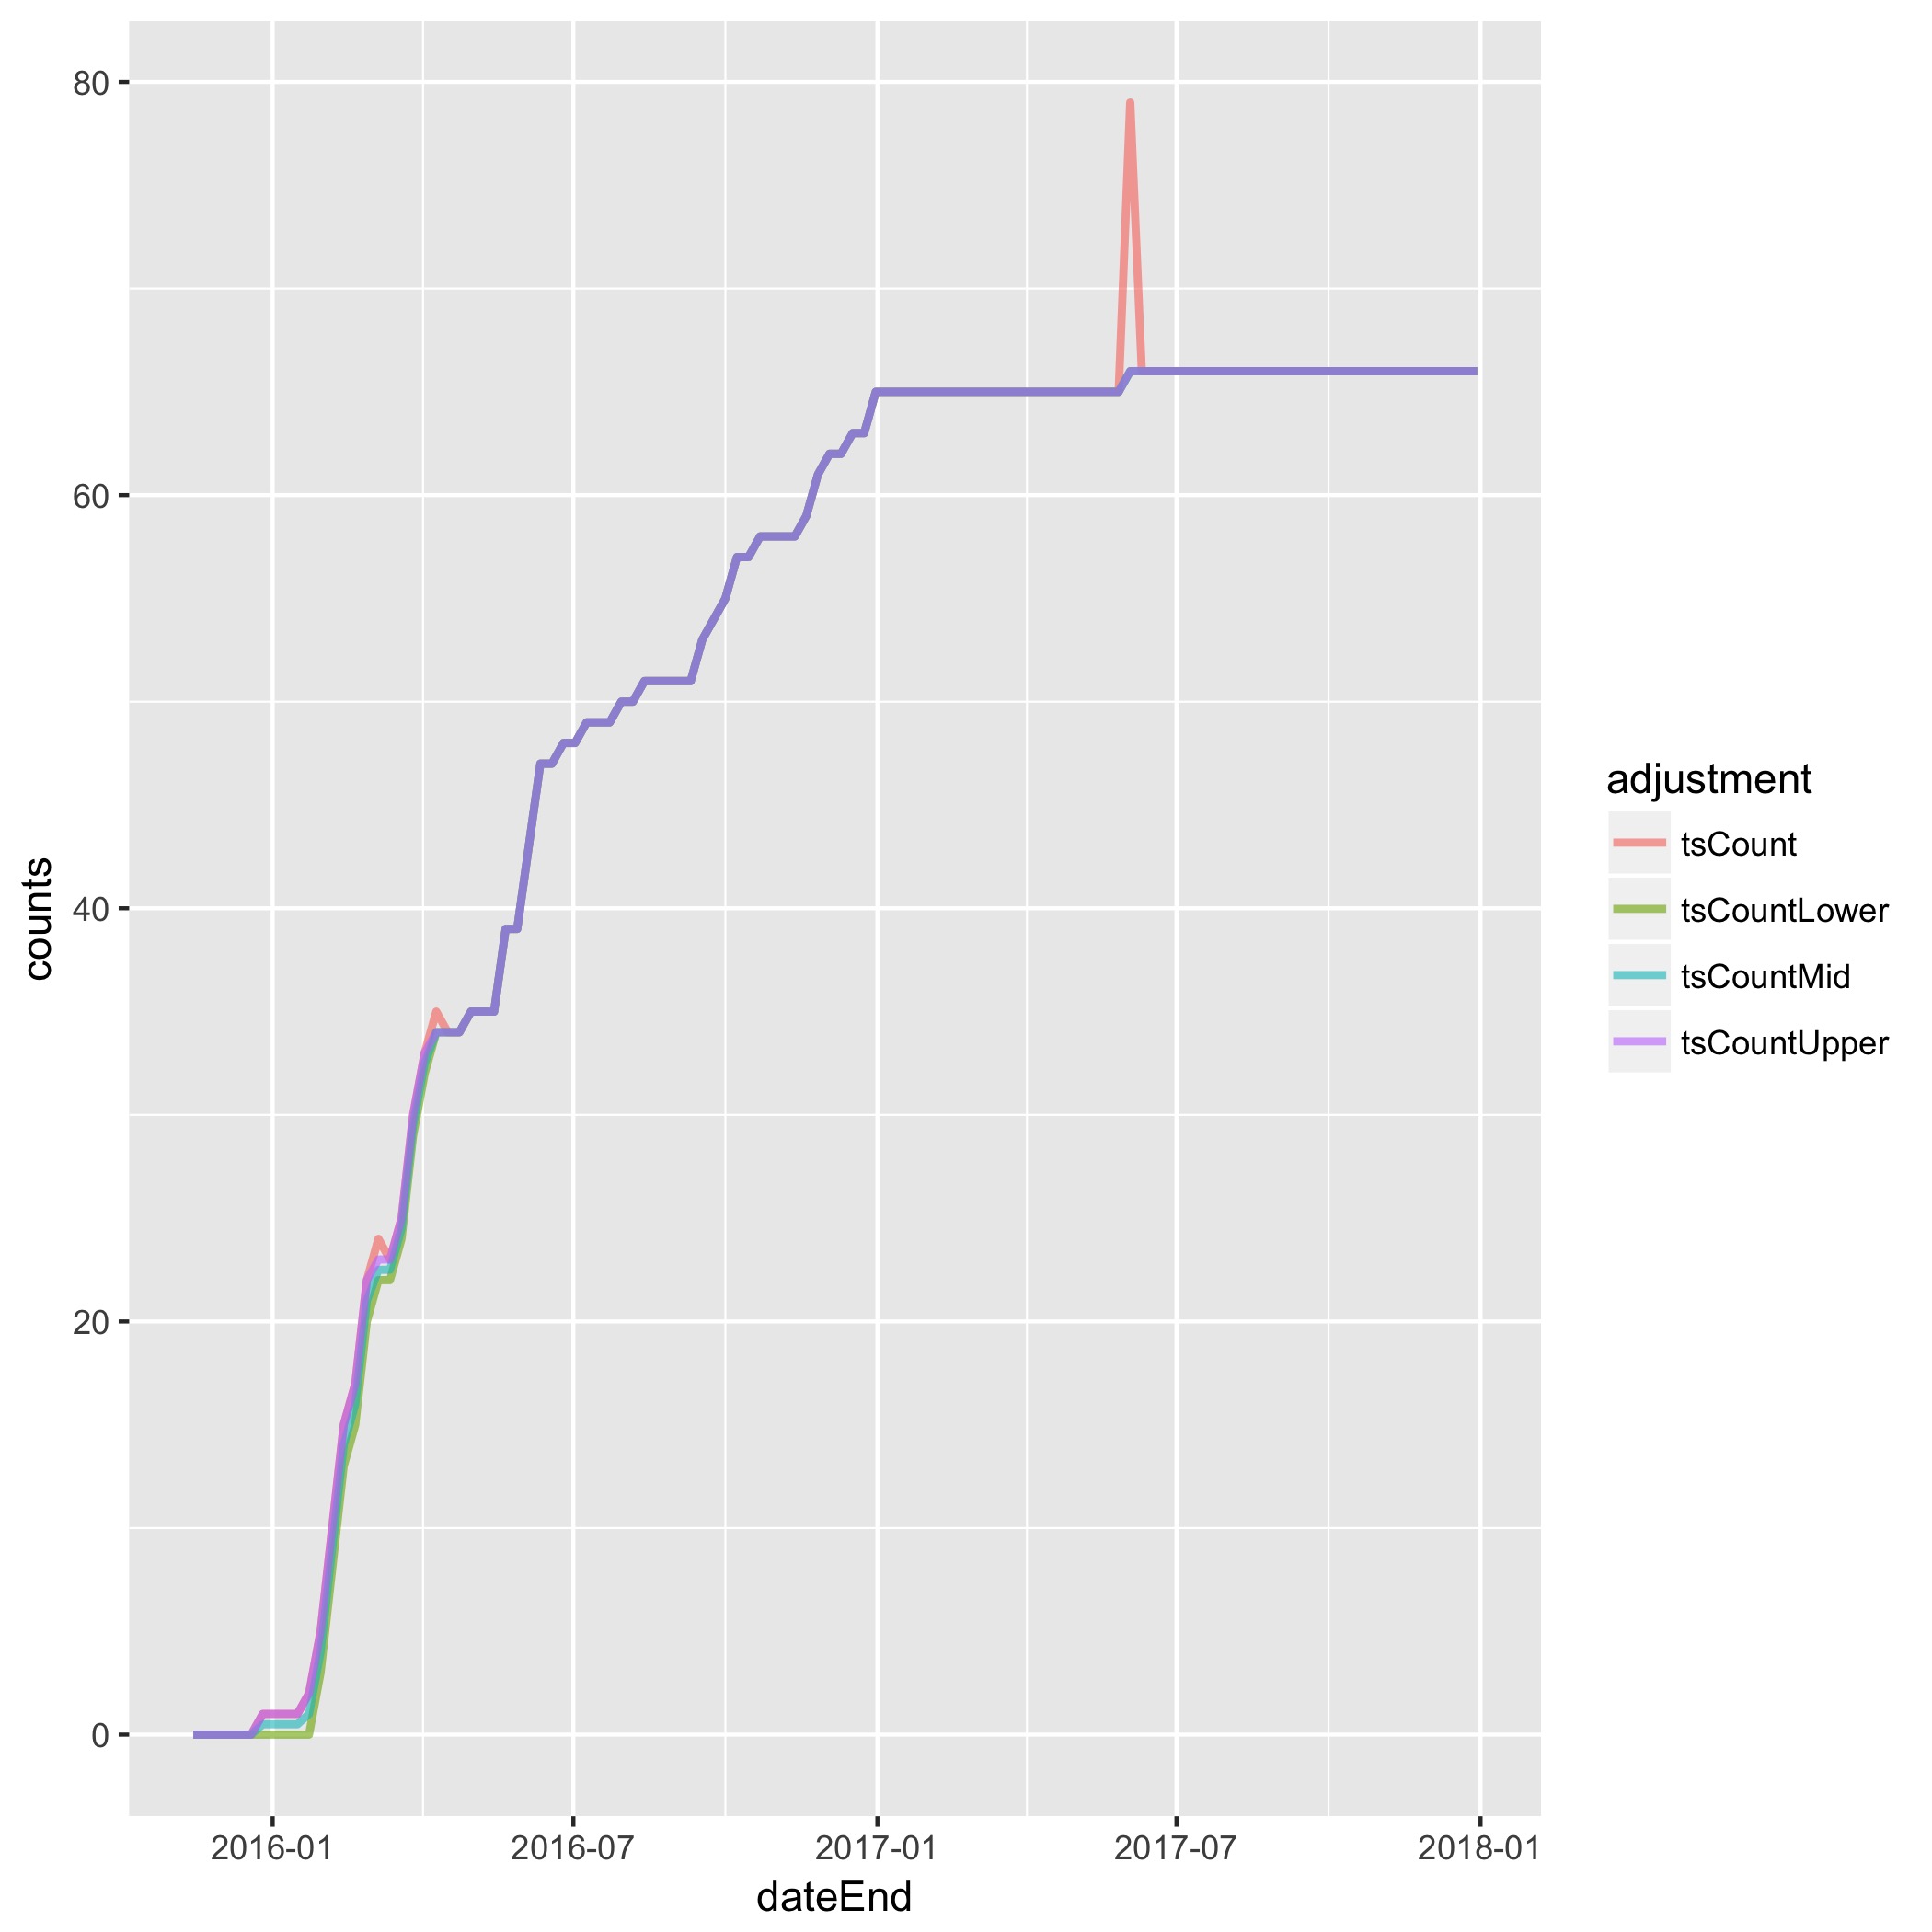 80
60
40
20
0
counts
2016-01
2016-07
2017-01
2017-07
2018-01
dateEnd
adjustment
tsCount
tsCountLower
tsCountMid
tsCountUpper